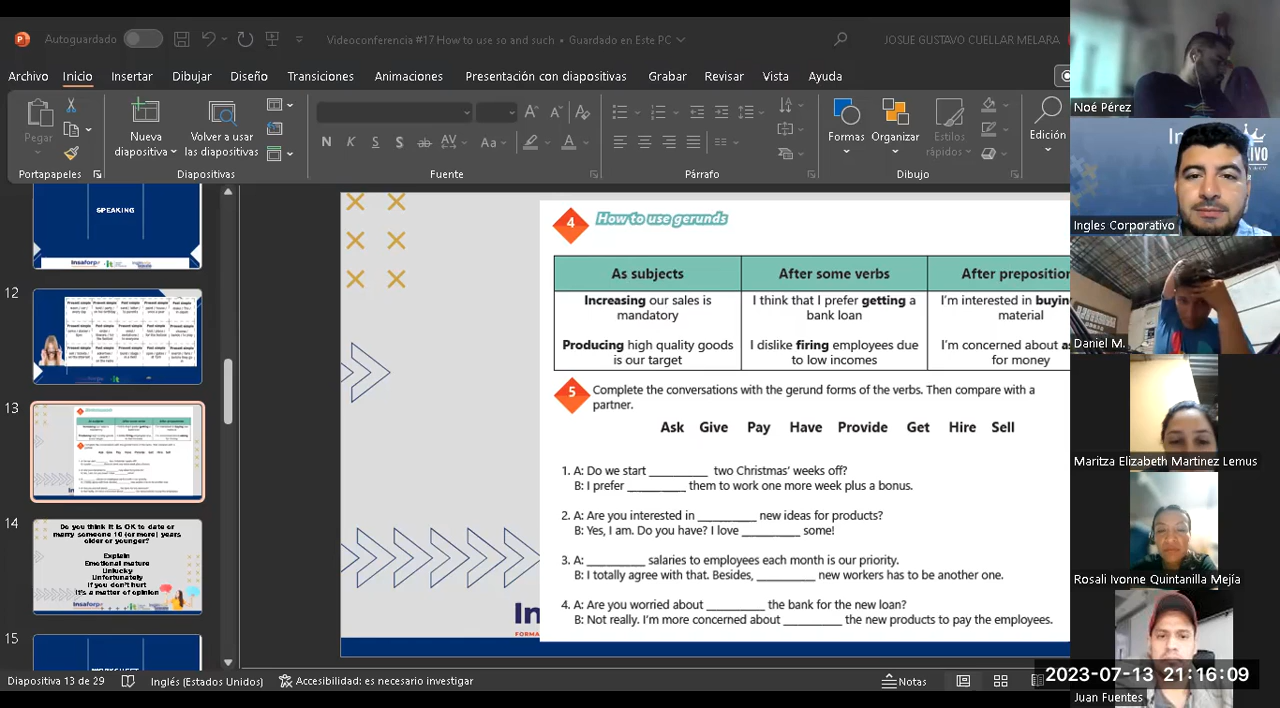 Autoguardado
Videoconferencia #17 How to use so and such • Guardado en Este PC
JOSUE GUSTAVO CUELLAR MELARA
Archivo Inicio Insertar Dibujar Diseño Transiciones Animaciones Presentación con diapositivas Grabar Revisar Vista Ayuda
Pegar
Nueva
diapositiva
Volver a usar
las diapositivas
N K S S ab AV Aa A
Formas
Organizar
Estilos
rápidos
Edición
Portapapeles
Diapositivas
Fuente
Párrafo
Dibujo
SPEAKING
Insaforp
12
13
14
Do you think it is OK to date or
marry someone 10 (or more) years
older or younger?
Explain
Emotional mature
Unlucky
Unfortunately
If you don't hurt
It's a matter of opinion
Insaforp
15
4
How to use gerunds
As subjects
After some verbs
Increasing our sales is
mandatory
Producing high quality goods
is our target
bank loan
I dislike firing
to low incomes
I'm interested in
material
I'm concerned about
for money
5
Complete the conversations with the gerund forms of the verbs. Then compare with a
partner.
Ask Give Pay Have Provide Get Hire Sell
1. A: Do we start __________ two Christmas' weeks off?
B: I prefer __________ them to work one more week plus a bonus.
2. A: Are you interested in __________ new ideas for products?
B: Yes, I am. Do you have? I love __________ some!
3. A: __________ salaries to employees each month is our priority.
B: I totally agree with that. Besides, __________ new workers has to be another one.
4. A: Are you worried about __________ the bank for the new loan?
B: Not really. I'm more concerned about __________ the new products to pay the employees.
Diapositiva 13 de 29
Inglés (Estados Unidos)
Accesibilidad: es necesario investigar
Notas
Noé Pérez
Ingles Corporativo
Daniel M.
Maritza Elizabeth Martinez Lemus
Rosali Ivonne Quintanilla Mejía
2023-07-13 21:16:09
Juan Fuentes